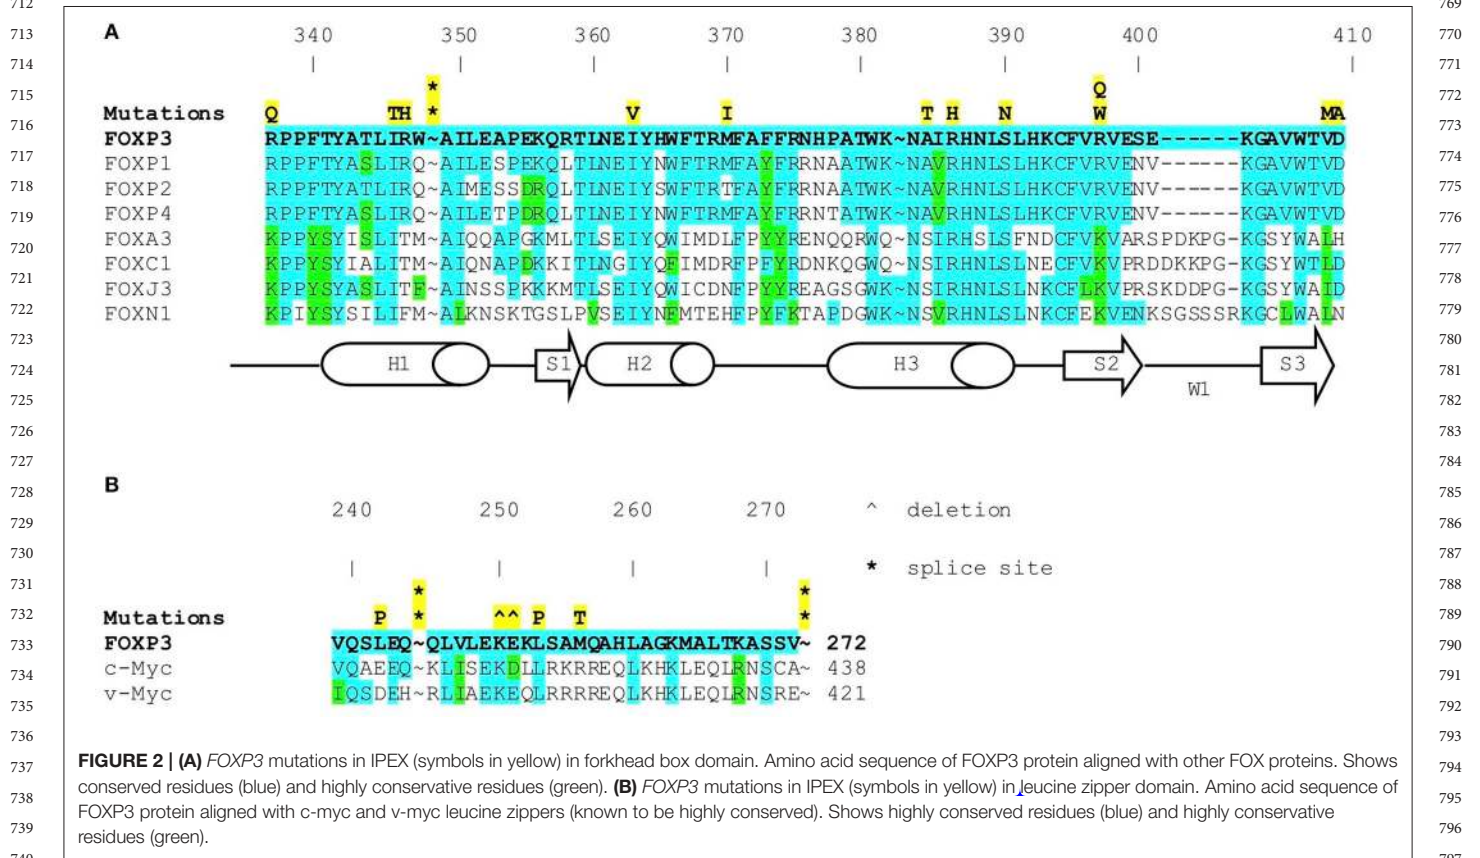 712 769
713 A 340 350 360 370 380 390 400 410 770
714 | | | | | | | | 771
715 * Q 772
Mutations Q TH * V I T H N W MA
716 FOXP3 RPPFTYATLIRW~AILEAPEKQRTLNEIYHWFTRMFAFFRNHPATWK~NAIRHNLSLHKCFVRVESE------KGAVWTVD 773
717 FOXP1 RPPFTYASLIRQ~AILESPEKQLTLNEIYNWFTRMFAYFRRNAATWK~NAVRHNLSLHKCFVRVENV------KGAVWTVD 774
718 FOXP2 RPPFTYATLIRQ~AIMESSDRQLTLNEIYSWFTRTFAYFRRNAATWK~NAVRHNLSLHKCFVRVENV------KGAVWTVD 775
719 FOXP4 RPPFTYASLIRQ~AILETPDRQLTLNEIYNWFTRMFAYFRRNTATWK~NAVRHNLSLHKCFVRVENV------KGAVWTVD 776
720 FOXA3 KPPYSYISLITM~AIQQAPGKMLTLSEIYQWIMDLFPYYRENQQRWQ~NSIRHSLSFNDCFVKVARSPDKPG-KGSYWALH 777
721 FOXC1 KPPYSYIALITM~AIQNAPDKKITLNGIYQFIMDRFPFYRDNKQGWQ~NSIRHNLSLNECFVKVPRDDKKPG-KGSYWTLD 778
FOXJ3 KPPYSYASLITF~AINSSPKKKMTLSEIYQWICDNFPYYREAGSGWK~NSIRHNLSLNKCFLKVPRSKDDPG-KGSYWAID
722 FOXN1 KPIYSYSILIFM~ALKNSKTGSLPVSEIYNFMTEHFPYFKTAPDGWK~NSVRHNLSLNKCFEKVENKSGSSSRKGCLWALN 779
723 780
724 H1 S1 H2 H3 S2 S3 781
725 W1 782
726 783
727 784
728 B 785
729 240 250 260 270 ^ deletion 786
730 787
731 | | | | * splice site 788
* *
732 Mutations P * ^^ P T * 789
733 FOXP3 VQSLEQ~QLVLEKEKLSAMQAHLAGKMALTKASSV~ 272 790
734 c-Myc VQAEEQ~KLISEKDLLRKRREQLKHKLEQLRNSCA~ 438 791
735 v-Myc IQSDEH~RLIAEKEQLRRRREQLKHKLEQLRNSRE~ 421 792
736 793
737 FIGURE 2 | (A) FOXP3 mutations in IPEX (symbols in yellow) in forkhead box domain. Amino acid sequence of FOXP3 protein aligned with other FOX proteins. Shows 794
738 conserved residues (blue) and highly conservative residues (green). (B) FOXP3 mutations in IPEX (symbols in yellow) in leucine zipper domain. Amino acid sequence of 795
FOXP3 protein aligned with c-myc and v-myc leucine zippers (known to be highly conserved). Shows highly conserved residues (blue) and highly conservative
739 residues (green). 796
740 797